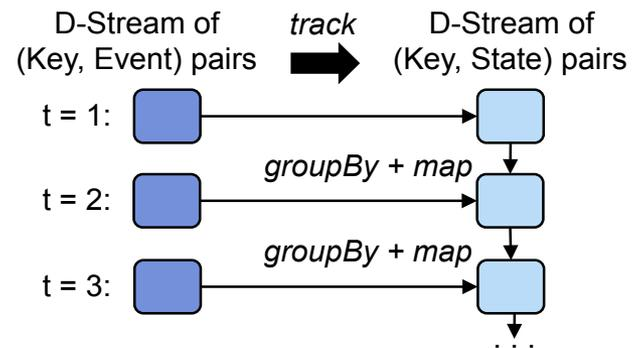 D-Stream of
(Key, Event) pairs
track
D-Stream of
(Key, State) pairs
t = 1:
groupBy + map
t = 2:
groupBy + map
t = 3:
. . .